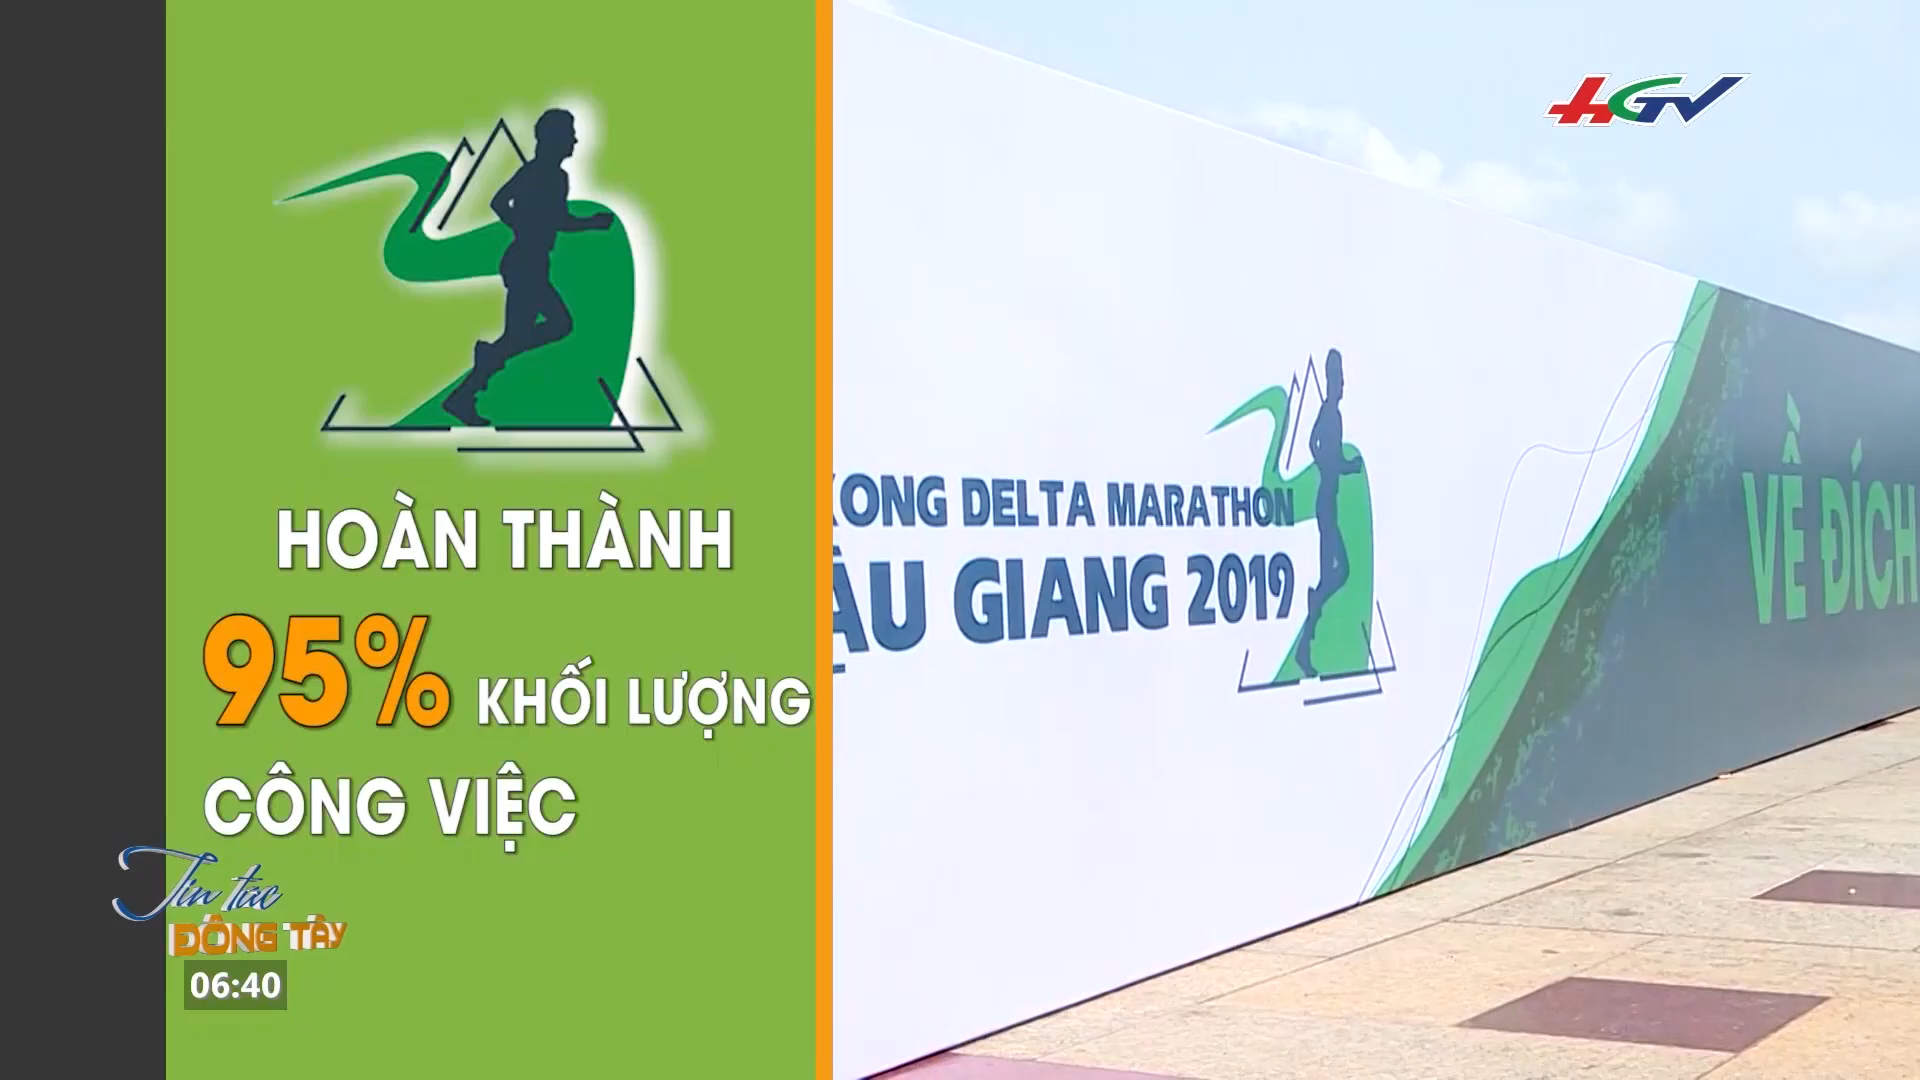 HGTV
HOÀN THÀNH
95% KHỐI LƯỢNG
CÔNG VIỆC
KONG DELTA MARATHON
ẬU GIANG 2019
VỀ ĐÍCH
Tin tức
ĐÔNG TÂY
06:40